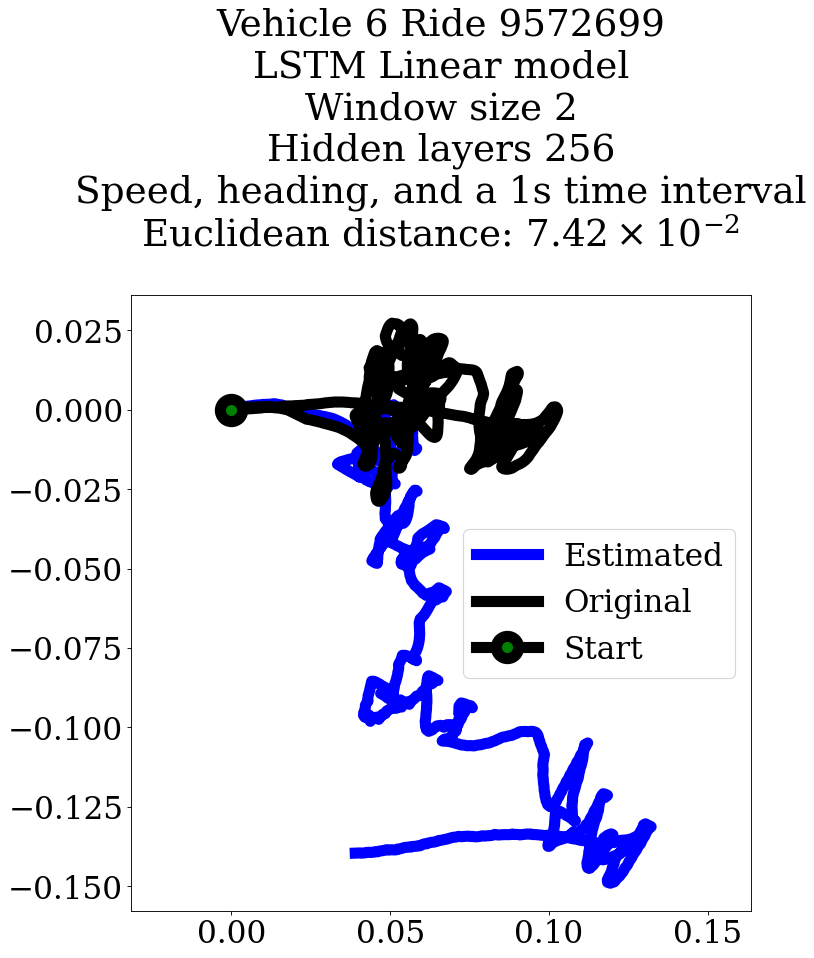 Vehicle 6 Ride 9572699
LSTM Linear model
Window size 2
Hidden layers 256
Speed, heading, and a 1s time interval
Euclidean distance: 7.42 × 10⁻²
0.025
0.000
−0.025
−0.050
−0.075
−0.100
−0.125
−0.150
Estimated
Original
Start
0.00 0.05 0.10 0.15